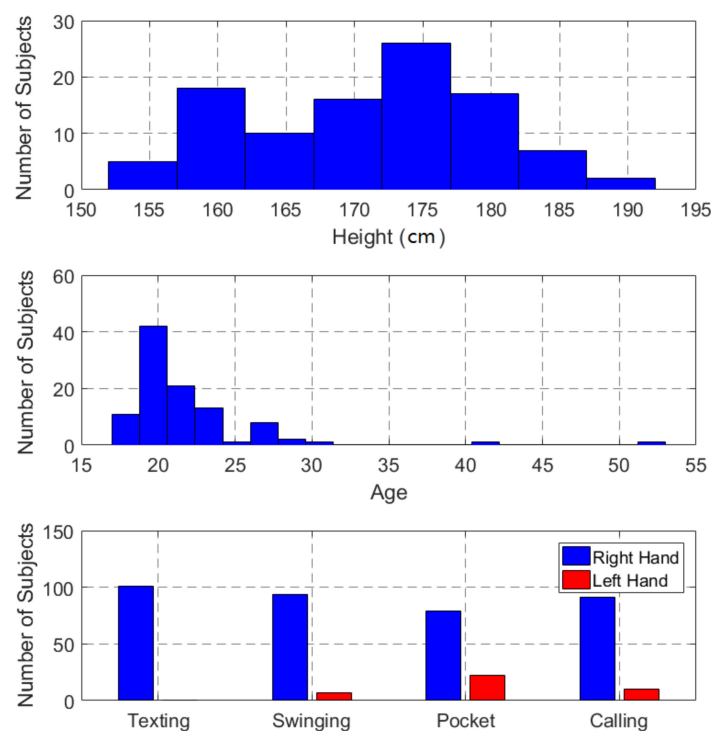 Number of Subjects
30
20
10
0
150 155 160 165 170 175 180 185 190 195
Height (cm)
Number of Subjects
60
40
20
0
15 20 25 30 35 40 45 50 55
Age
Number of Subjects
150
100
50
0
Right Hand
Left Hand
Texting Swinging Pocket Calling